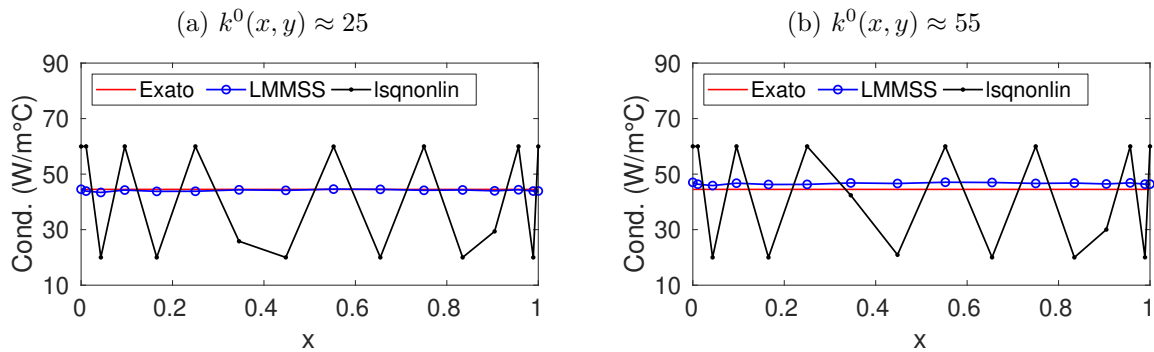 (a) k⁰(x, y) ≈ 25
90
70
50
30
10
Cond. (W/m°C)
Exato LMMSS lsqnonlin
0 0.2 0.4 0.6 0.8 1
x
(b) k⁰(x, y) ≈ 55
90
70
50
30
10
Cond. (W/m°C)
Exato LMMSS lsqnonlin
0 0.2 0.4 0.6 0.8 1
x